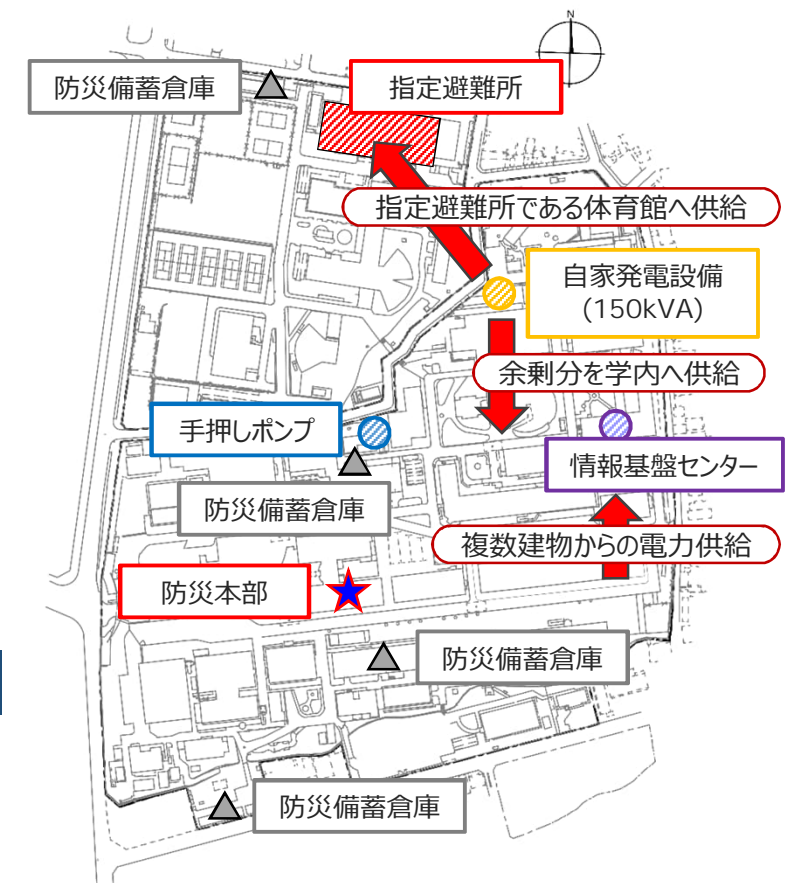 N
防災備蓄倉庫
指定避難所
指定避難所である体育館へ供給
自家発電設備
(150kVA)
余剰分を学内へ供給
手押しポンプ
情報基盤センター
防災備蓄倉庫
複数建物からの電力供給
防災本部
防災備蓄倉庫
防災備蓄倉庫